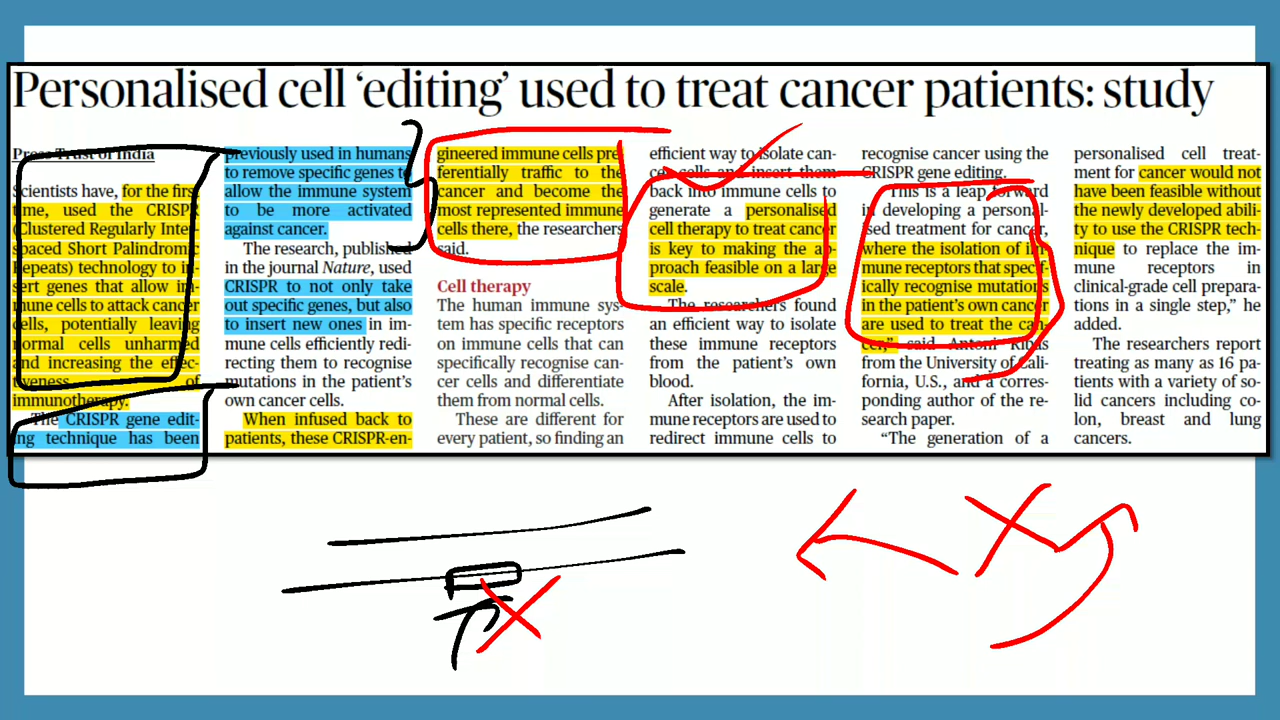 Personalised cell ‘editing’ used to treat cancer patients: study
Press Trust of India
Scientists have, for the first
time, used the CRISPR
(Clustered Regularly Inter-
spaced Short Palindromic
Repeats) technology to in-
sert genes that allow im-
mune cells to attack cancer
cells, potentially leaving
normal cells unharmed
and increasing the effec-
tiveness of
immunotherapy.
The CRISPR gene edit-
ing technique has been
previously used in humans
to remove specific genes to
allow the immune system
to be more activated
against cancer.
The research, published
in the journal Nature, used
CRISPR to not only take
out specific genes, but also
to insert new ones in im-
mune cells efficiently redi-
recting them to recognise
mutations in the patient’s
own cancer cells.
When infused back to
patients, these CRISPR-en-
gineered immune cells pre-
ferentially traffic to the
cancer and become the
most represented immune
cells there, the researchers
said.
Cell therapy
The human immune sys-
tem has specific receptors
on immune cells that can
specifically recognise can-
cer cells and differentiate
them from normal cells.
These are different for
every patient, so finding an
efficient way to isolate can-
cer cells and insert them
back into immune cells to
generate a personalised
cell therapy to treat cancer
is key to making the ap-
proach feasible on a large
scale.
The researchers found
an efficient way to isolate
these immune receptors
from the patient’s own
blood.
After isolation, the im-
mune receptors are used to
redirect immune cells to
recognise cancer using the
CRISPR gene editing.
“This is a leap forward
in developing a personal-
ised treatment for cancer,
where the isolation of im-
mune receptors that specif-
ically recognise mutations
in the patient’s own cancer
are used to treat the can-
cer,” said Antoni Ribas
from the University of Cali-
fornia, U.S., and a corres-
ponding author of the re-
search paper.
“The generation of a
personalised cell treat-
ment for cancer would not
have been feasible without
the newly developed abili-
ty to use the CRISPR tech-
nique to replace the im-
mune receptors in
clinical-grade cell prepara-
tions in a single step,” he
added.
The researchers report
treating as many as 16 pa-
tients with a variety of so-
lid cancers including co-
lon, breast and lung
cancers.